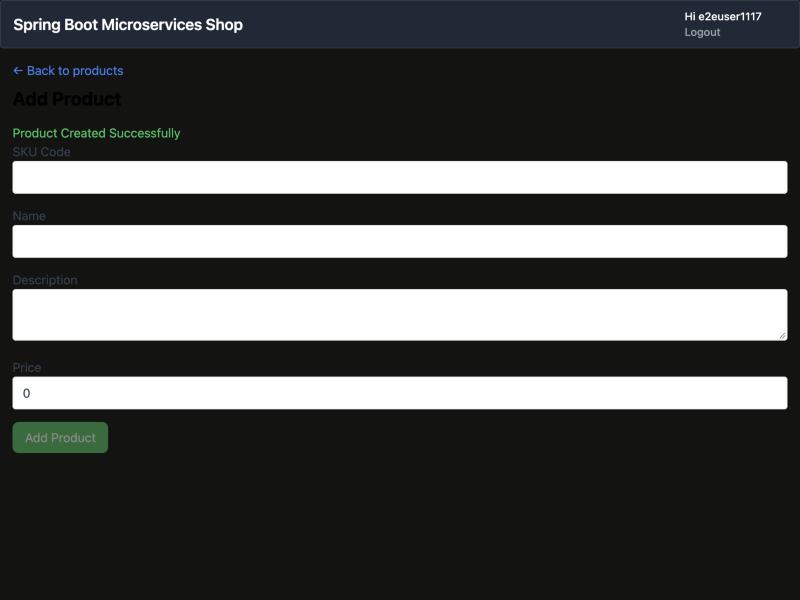 Spring Boot Microservices Shop
Hi e2euser1117
Logout
← Back to products
Add Product
Product Created Successfully
SKU Code
Name
Description
Price
0
Add Product